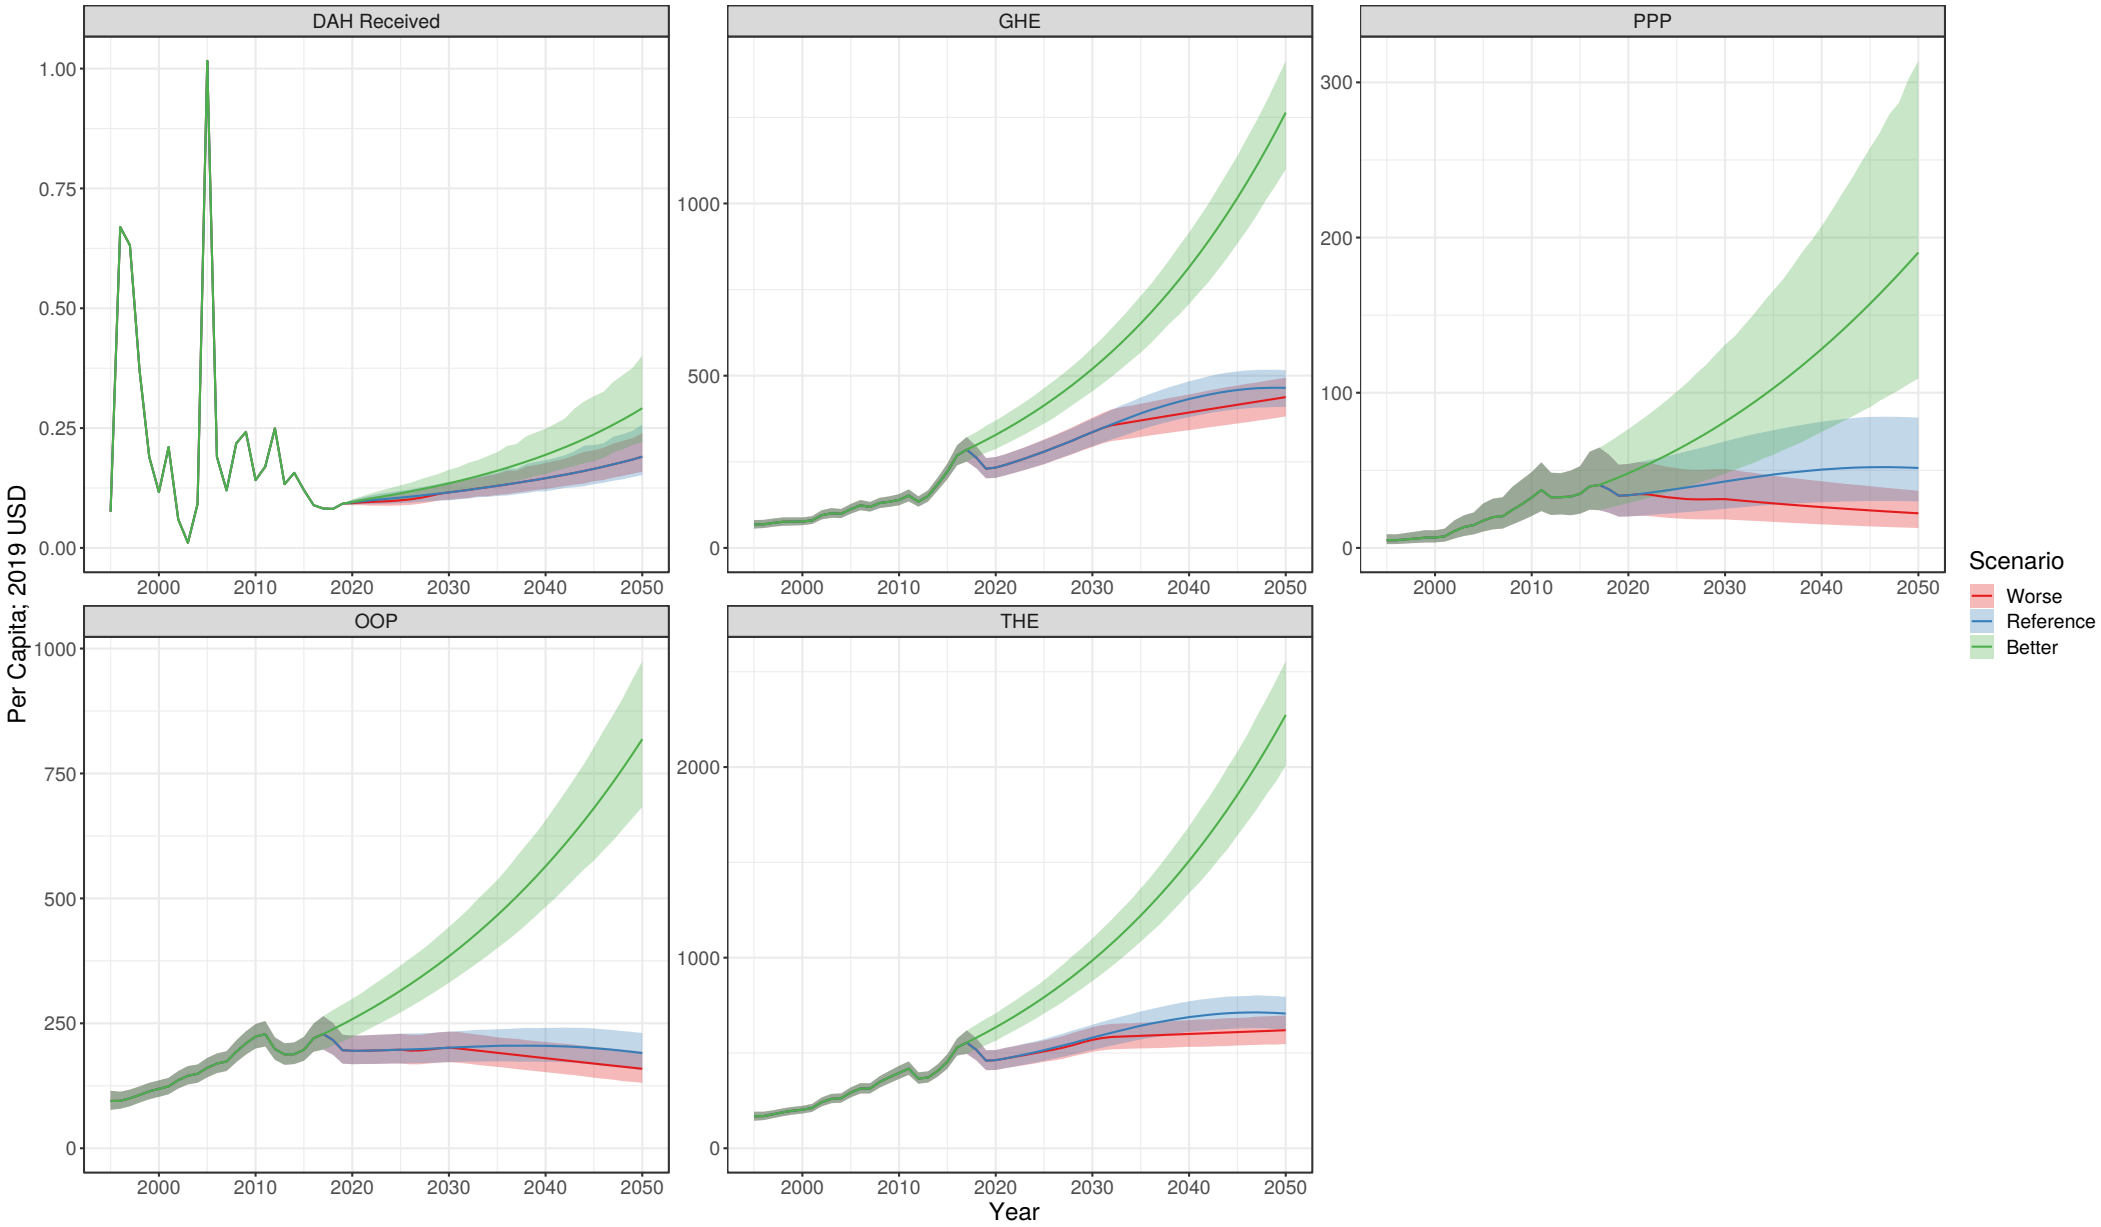 DAH Received
GHE
PPP
1.00
0.75
0.50
0.25
0.00
1000
500
0
300
200
100
0
2000 2010 2020 2030 2040 2050
2000 2010 2020 2030 2040 2050
2000 2010 2020 2030 2040 2050
OOP
THE
1000
750
500
250
0
2000
1000
0
2000 2010 2020 2030 2040 2050
2000 2010 2020 2030 2040 2050
Per Capita; 2019 USD
Year
Scenario
Worse
Reference
Better